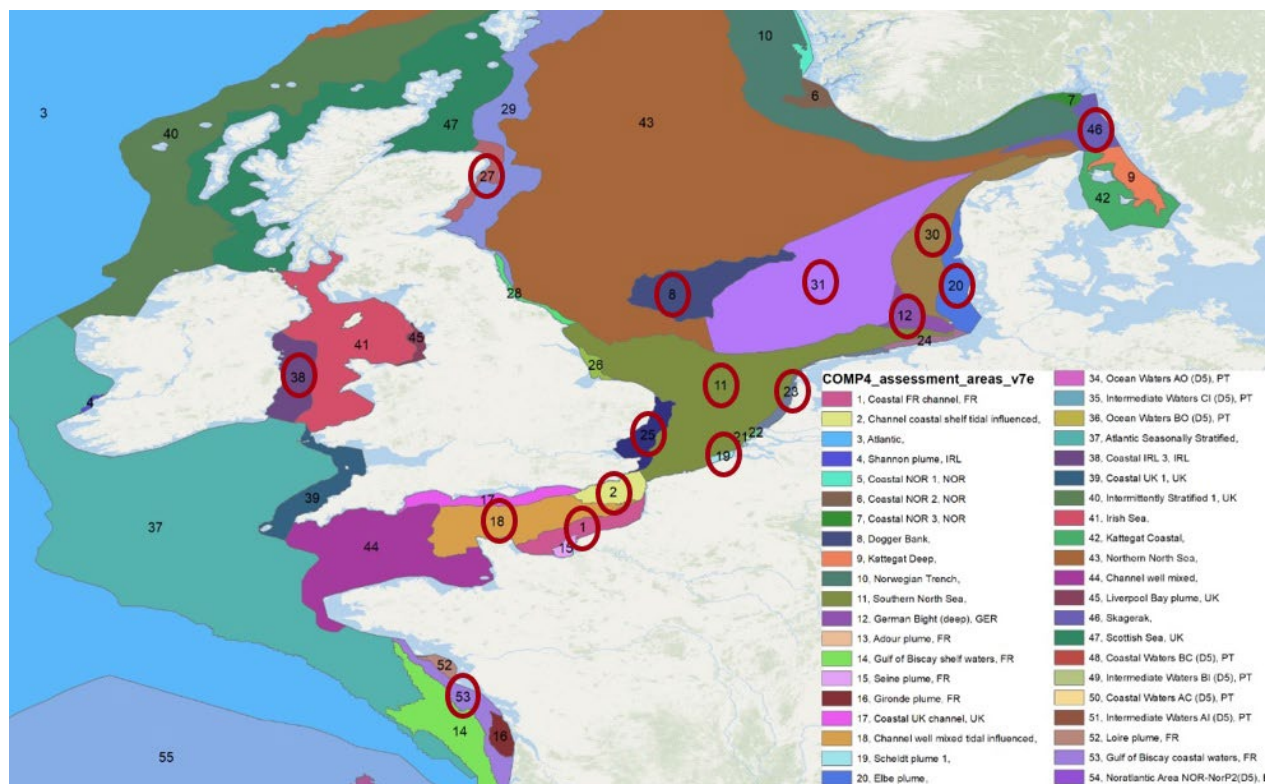 10
3
6
7
29
40
47
43
46
27
9
42
30
31
20
8
28
12
24
41
45
26
38
11
23
4
25
21
22
19
39
17
2
37
18
1
44
15
52
53
14
16
55
COMP4_assessment_areas_v7e
1, Coastal FR channel, FR
2, Channel coastal shelf tidal influenced,
3, Atlantic,
4, Shannon plume, IRL
5, Coastal NOR 1, NOR
6, Coastal NOR 2, NOR
7, Coastal NOR 3, NOR
8, Dogger Bank,
9, Kattegat Deep,
10, Norwegian Trench,
11, Southern North Sea,
12, German Bight (deep), GER
13, Adour plume, FR
14, Gulf of Biscay shelf waters, FR
15, Seine plume, FR
16, Gironde plume, FR
17, Coastal UK channel, UK
18, Channel well mixed tidal influenced,
19, Scheldt plume 1,
20, Elbe plume,
34, Ocean Waters AO (D5), PT
35, Intermediate Waters CI (D5), PT
36, Ocean Waters BO (D5), PT
37, Atlantic Seasonally Stratified,
38, Coastal IRL 3, IRL
39, Coastal UK 1, UK
40, Intermittently Stratified 1, UK
41, Irish Sea,
42, Kattegat Coastal,
43, Northern North Sea,
44, Channel well mixed,
45, Liverpool Bay plume, UK
46, Skagerak,
47, Scottish Sea, UK
48, Coastal Waters BC (D5), PT
49, Intermediate Waters BI (D5), PT
50, Coastal Waters AC (D5), PT
51, Intermediate Waters AI (D5), PT
52, Loire plume, FR
53, Gulf of Biscay coastal waters, FR
54, Noratlantic Area NOR-NorP2(D5),